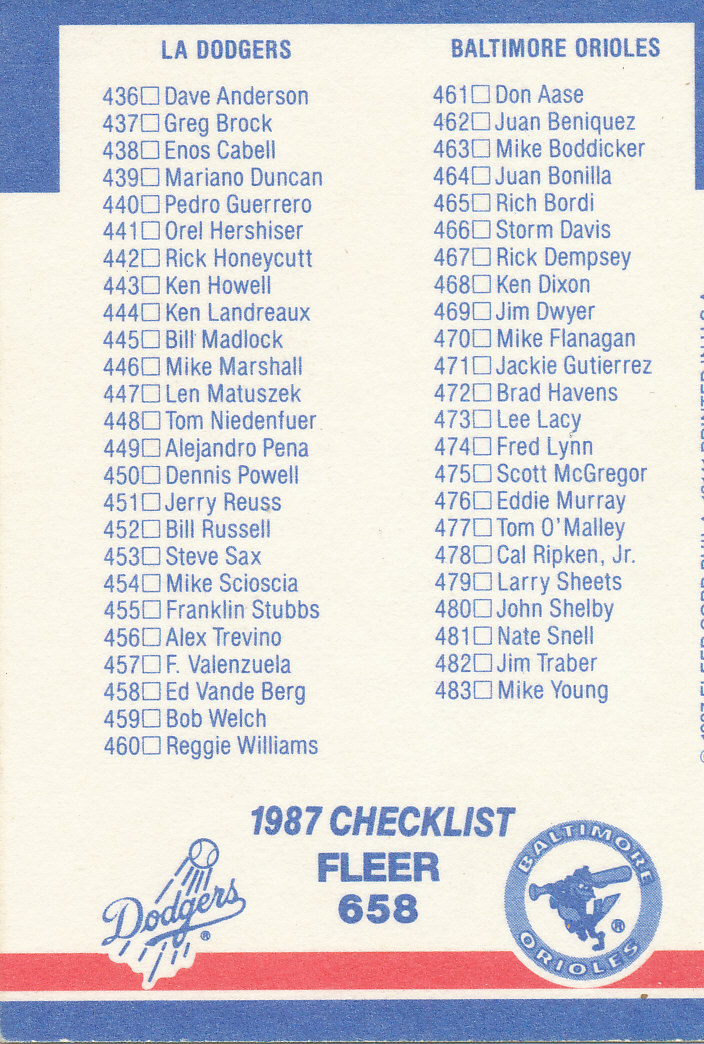 LA DODGERS
436□ Dave Anderson
437□ Greg Brock
438□ Enos Cabell
439□ Mariano Duncan
440□ Pedro Guerrero
441□ Orel Hershiser
442□ Rick Honeycutt
443□ Ken Howell
444□ Ken Landreaux
445□ Bill Madlock
446□ Mike Marshall
447□ Len Matuszek
448□ Tom Niedenfuer
449□ Alejandro Pena
450□ Dennis Powell
451□ Jerry Reuss
452□ Bill Russell
453□ Steve Sax
454□ Mike Scioscia
455□ Franklin Stubbs
456□ Alex Trevino
457□ F. Valenzuela
458□ Ed Vande Berg
459□ Bob Welch
460□ Reggie Williams
BALTIMORE ORIOLES
461□ Don Aase
462□ Juan Beniquez
463□ Mike Boddicker
464□ Juan Bonilla
465□ Rich Bordi
466□ Storm Davis
467□ Rick Dempsey
468□ Ken Dixon
469□ Jim Dwyer
470□ Mike Flanagan
471□ Jackie Gutierrez
472□ Brad Havens
473□ Lee Lacy
474□ Fred Lynn
475□ Scott McGregor
476□ Eddie Murray
477□ Tom O'Malley
478□ Cal Ripken, Jr.
479□ Larry Sheets
480□ John Shelby
481□ Nate Snell
482□ Jim Traber
483□ Mike Young
1987 CHECKLIST
FLEER
658
Dodgers ®
BALTIMORE
ORIOLES ®